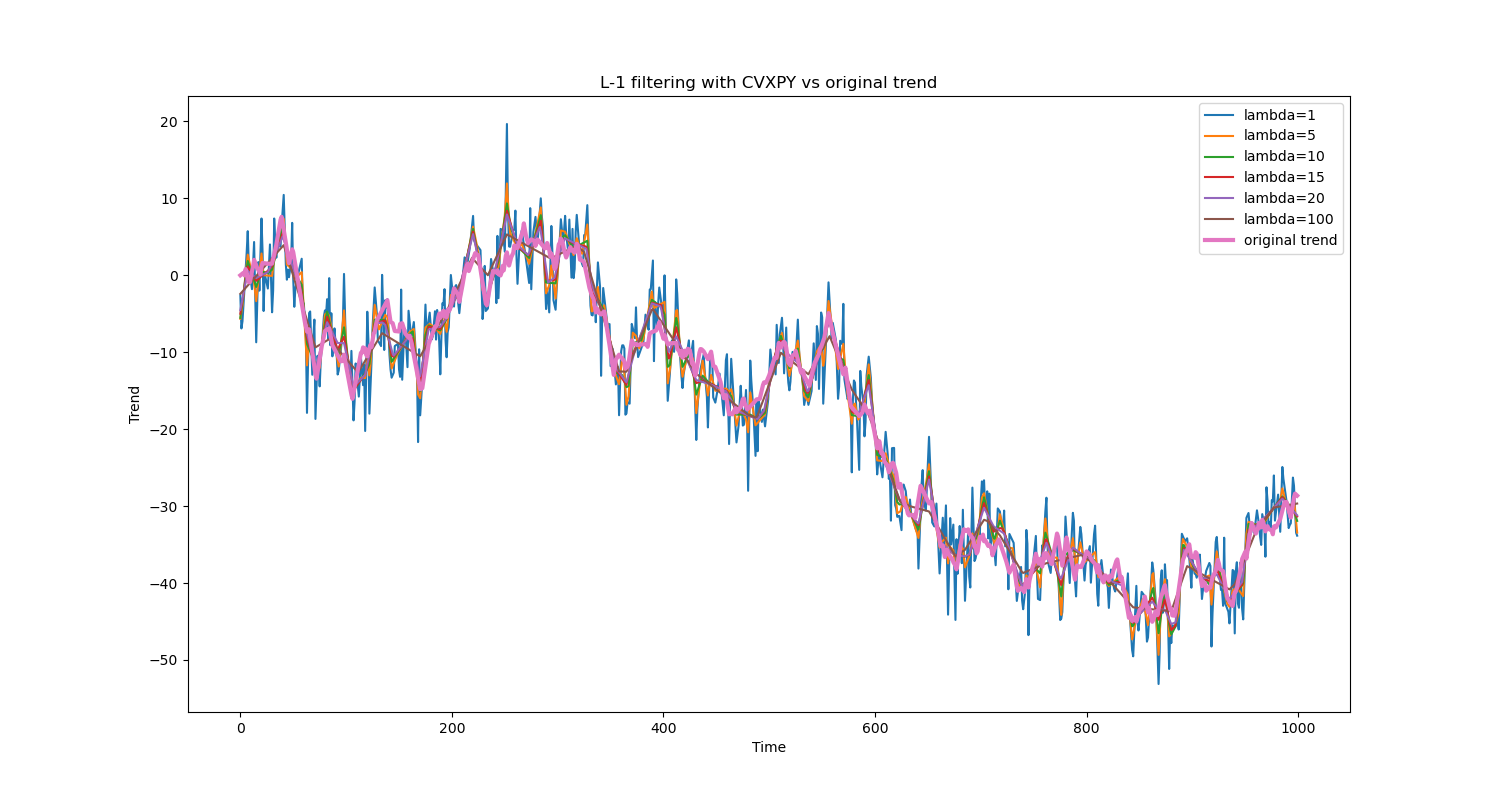 L-1 filtering with CVXPY vs original trend
lambda=1
lambda=5
lambda=10
lambda=15
lambda=20
lambda=100
original trend
20
10
0
−10
−20
−30
−40
−50
Trend
0
200
400
600
800
1000
Time